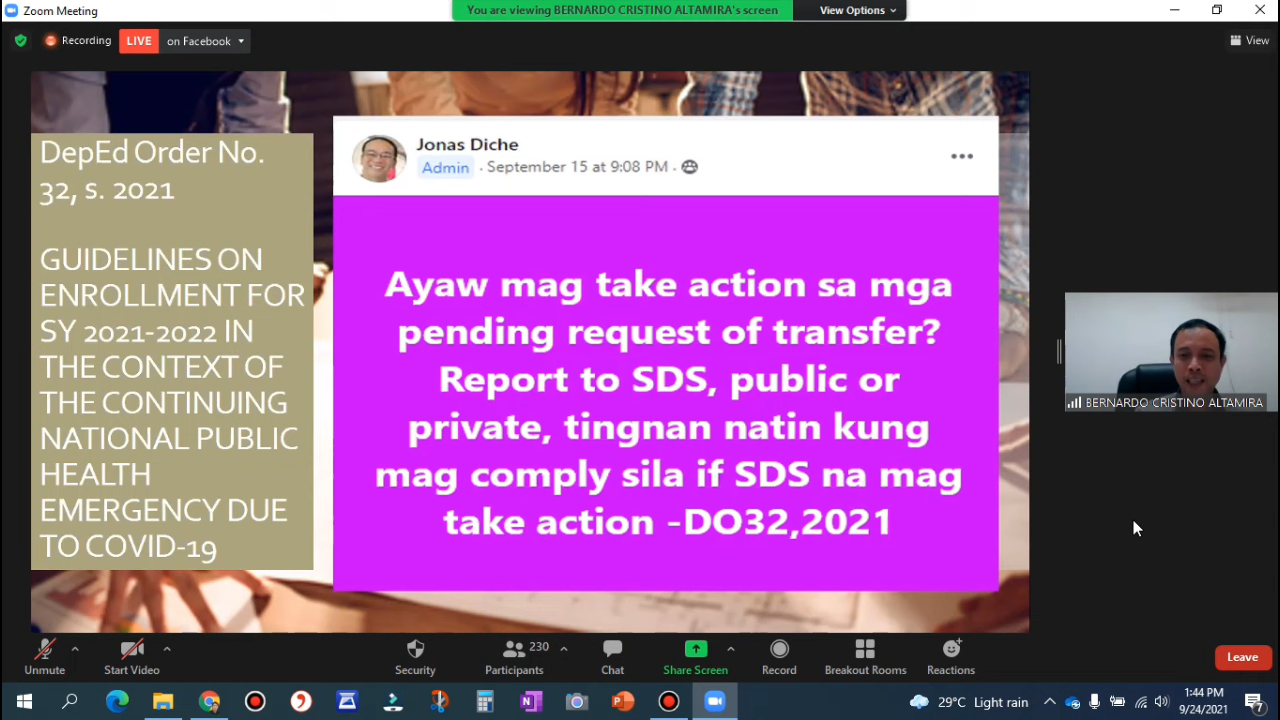 Zoom Meeting
You are viewing BERNARDO CRISTINO ALTAMIRA's screen
View Options
Recording
LIVE
on Facebook
View
DepEd Order No.
32, s. 2021
GUIDELINES ON
ENROLLMENT FOR
SY 2021-2022 IN
THE CONTEXT OF
THE CONTINUING
NATIONAL PUBLIC
HEALTH
EMERGENCY DUE
TO COVID-19
Jonas Diche
Admin · September 15 at 9:08 PM ·
Ayaw mag take action sa mga
pending request of transfer?
Report to SDS, public or
private, tingnan natin kung
mag comply sila if SDS na mag
take action -DO32,2021
BERNARDO CRISTINO ALTAMIRA
Unmute
Start Video
Security
230
Participants
Chat
Share Screen
Record
Breakout Rooms
Reactions
Leave
29°C Light rain
1:44 PM
9/24/2021
7